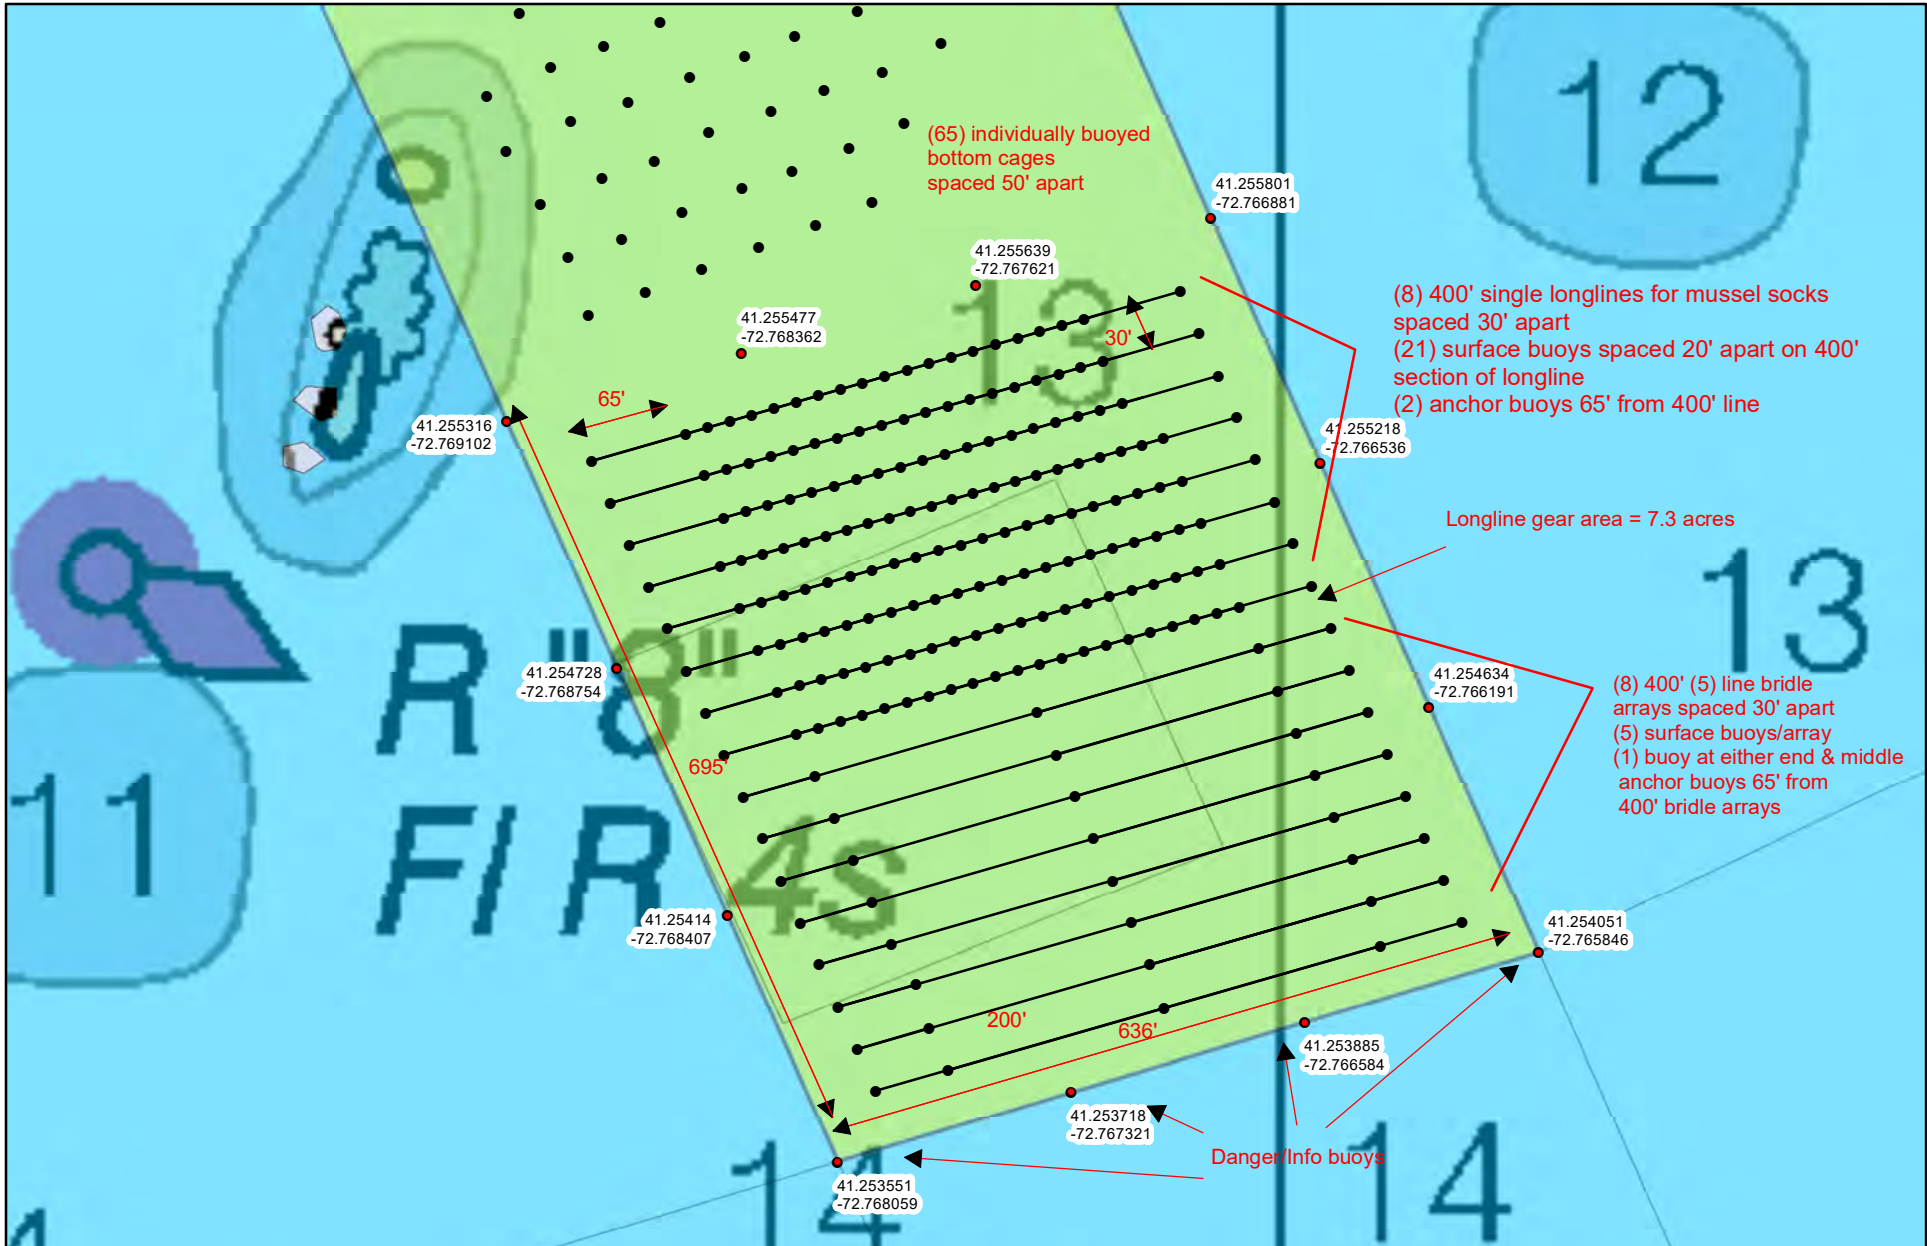 12
(65) individually buoyed
bottom cages
spaced 50' apart
41.255801
-72.766881
41.255639
-72.767621
13
(8) 400' single longlines for mussel socks
spaced 30' apart
(21) surface buoys spaced 20' apart on 400'
section of longline
(2) anchor buoys 65' from 400' line
41.255477
-72.768362
30'
65'
41.255316
-72.769102
41.255218
-72.766536
Longline gear area = 7.3 acres
13
R "8"
41.254728
-72.768754
41.254634
-72.766191
(8) 400' (5) line bridle
arrays spaced 30' apart
(5) surface buoys/array
(1) buoy at either end & middle
anchor buoys 65' from
400' bridle arrays
695'
11
Fl R 4s
41.25414
-72.768407
41.254051
-72.765846
200'
636'
41.253885
-72.766584
41.253718
-72.767321
Danger/Info buoys
14
14
41.253551
-72.768059